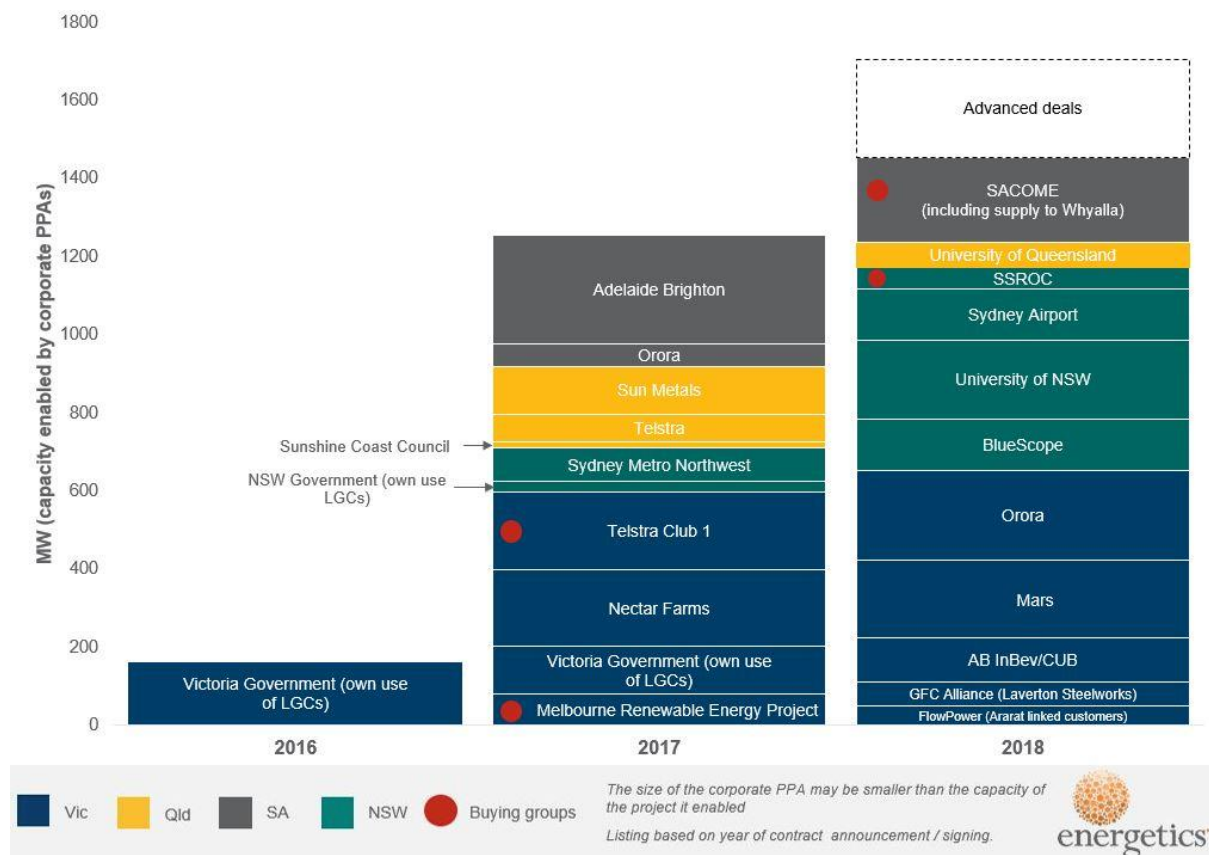 MW (capacity enabled by corporate PPAs)
1800
1600
1400
1200
1000
800
600
400
200
0
Victoria Government (own use
of LGCs)
2016
Adelaide Brighton
Orora
Sun Metals
Telstra
Sunshine Coast Council
Sydney Metro Northwest
NSW Government (own use
LGCs)
Telstra Club 1
Nectar Farms
Victoria Government (own use
of LGCs)
Melbourne Renewable Energy Project
2017
Advanced deals
SACOME
(including supply to Whyalla)
University of Queensland
SSROC
Sydney Airport
University of NSW
BlueScope
Orora
Mars
AB InBev/CUB
GFC Alliance (Laverton Steelworks)
FlowPower (Ararat linked customers)
2018
Vic
Qld
SA
NSW
Buying groups
The size of the corporate PPA may be smaller than the capacity of
the project it enabled
Listing based on year of contract announcement / signing.
energetics